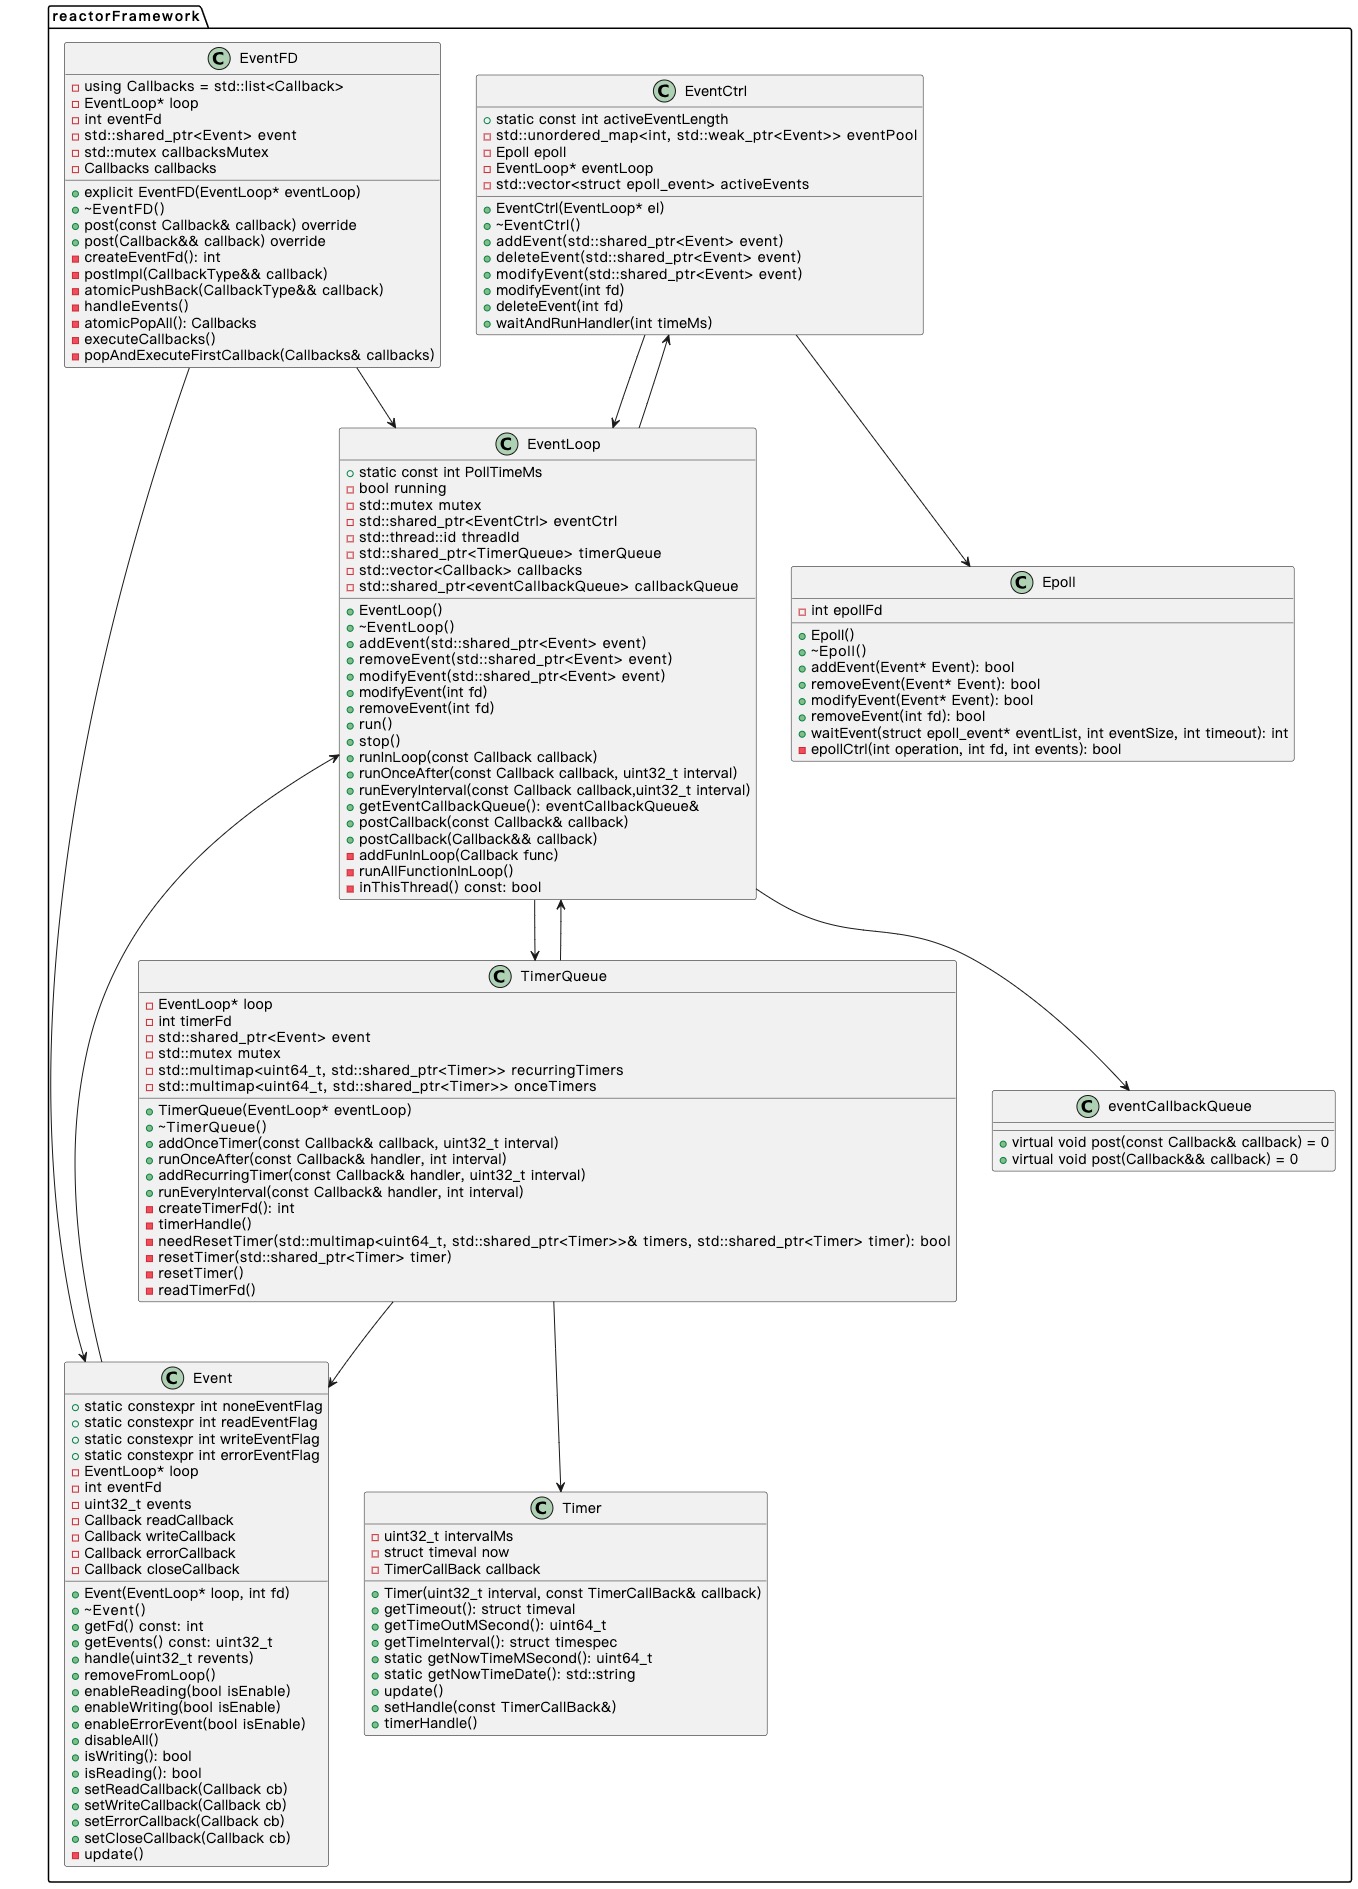 reactorFramework
C EventFD
using Callbacks = std::list<Callback>
EventLoop* loop
int eventFd
std::shared_ptr<Event> event
std::mutex callbacksMutex
Callbacks callbacks
explicit EventFD(EventLoop* eventLoop)
~EventFD()
post(const Callback& callback) override
post(Callback&& callback) override
createEventFd(): int
postImpl(CallbackType&& callback)
atomicPushBack(CallbackType&& callback)
handleEvents()
atomicPopAll(): Callbacks
executeCallbacks()
popAndExecuteFirstCallback(Callbacks& callbacks)
C EventCtrl
static const int activeEventLength
std::unordered_map<int, std::weak_ptr<Event>> eventPool
Epoll epoll
EventLoop* eventLoop
std::vector<struct epoll_event> activeEvents
EventCtrl(EventLoop* el)
~EventCtrl()
addEvent(std::shared_ptr<Event> event)
deleteEvent(std::shared_ptr<Event> event)
modifyEvent(std::shared_ptr<Event> event)
modifyEvent(int fd)
deleteEvent(int fd)
waitAndRunHandler(int timeMs)
C EventLoop
static const int PollTimeMs
bool running
std::mutex mutex
std::shared_ptr<EventCtrl> eventCtrl
std::thread::id threadId
std::shared_ptr<TimerQueue> timerQueue
std::vector<Callback> callbacks
std::shared_ptr<eventCallbackQueue> callbackQueue
EventLoop()
~EventLoop()
addEvent(std::shared_ptr<Event> event)
removeEvent(std::shared_ptr<Event> event)
modifyEvent(std::shared_ptr<Event> event)
modifyEvent(int fd)
removeEvent(int fd)
run()
stop()
runInLoop(const Callback callback)
runOnceAfter(const Callback callback, uint32_t interval)
runEveryInterval(const Callback callback,uint32_t interval)
getEventCallbackQueue(): eventCallbackQueue&
postCallback(const Callback& callback)
postCallback(Callback&& callback)
addFunInLoop(Callback func)
runAllFunctionInLoop()
inThisThread() const: bool
C Epoll
int epollFd
Epoll()
~Epoll()
addEvent(Event* Event): bool
removeEvent(Event* Event): bool
modifyEvent(Event* Event): bool
removeEvent(int fd): bool
waitEvent(struct epoll_event* eventList, int eventSize, int timeout): int
epollCtrl(int operation, int fd, int events): bool
C TimerQueue
EventLoop* loop
int timerFd
std::shared_ptr<Event> event
std::mutex mutex
std::multimap<uint64_t, std::shared_ptr<Timer>> recurringTimers
std::multimap<uint64_t, std::shared_ptr<Timer>> onceTimers
TimerQueue(EventLoop* eventLoop)
~TimerQueue()
addOnceTimer(const Callback& callback, uint32_t interval)
runOnceAfter(const Callback& handler, int interval)
addRecurringTimer(const Callback& handler, uint32_t interval)
runEveryInterval(const Callback& handler, int interval)
createTimerFd(): int
timerHandle()
needResetTimer(std::multimap<uint64_t, std::shared_ptr<Timer>>& timers, std::shared_ptr<Timer> timer): bool
resetTimer(std::shared_ptr<Timer> timer)
resetTimer()
readTimerFd()
C eventCallbackQueue
virtual void post(const Callback& callback) = 0
virtual void post(Callback&& callback) = 0
C Event
static constexpr int noneEventFlag
static constexpr int readEventFlag
static constexpr int writeEventFlag
static constexpr int errorEventFlag
EventLoop* loop
int eventFd
uint32_t events
Callback readCallback
Callback writeCallback
Callback errorCallback
Callback closeCallback
Event(EventLoop* loop, int fd)
~Event()
getFd() const: int
getEvents() const: uint32_t
handle(uint32_t revents)
removeFromLoop()
enableReading(bool isEnable)
enableWriting(bool isEnable)
enableErrorEvent(bool isEnable)
disableAll()
isWriting(): bool
isReading(): bool
setReadCallback(Callback cb)
setWriteCallback(Callback cb)
setErrorCallback(Callback cb)
setCloseCallback(Callback cb)
update()
C Timer
uint32_t intervalMs
struct timeval now
TimerCallBack callback
Timer(uint32_t interval, const TimerCallBack& callback)
getTimeout(): struct timeval
getTimeOutMSecond(): uint64_t
getTimeInterval(): struct timespec
static getNowTimeMSecond(): uint64_t
static getNowTimeDate(): std::string
update()
setHandle(const TimerCallBack&)
timerHandle()